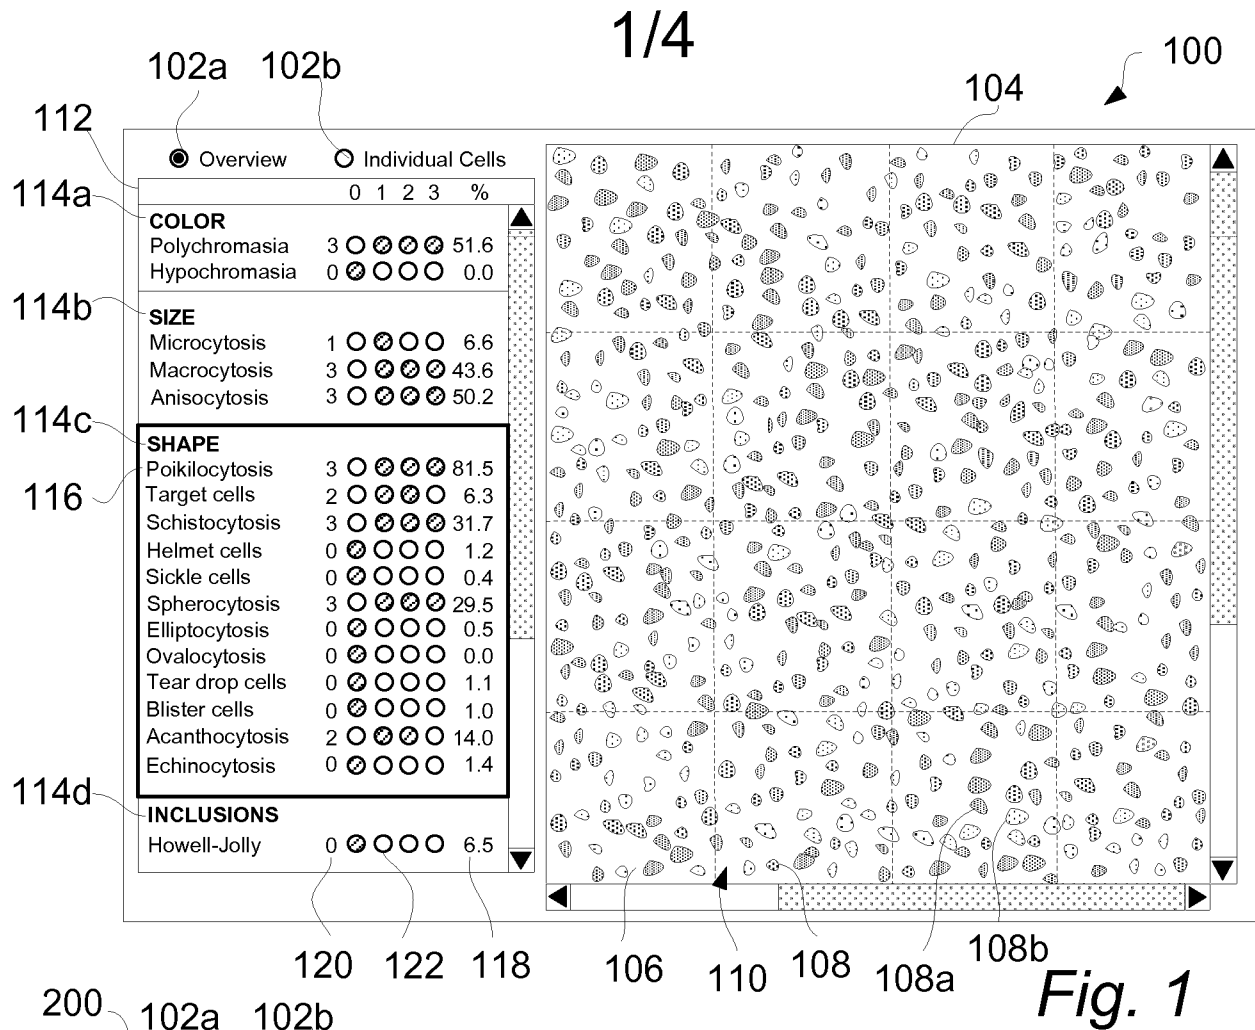 1/4
102a 102b 100
104
112
Overview Individual Cells
0 1 2 3 %
114a
COLOR
Polychromasia 3 51.6
Hypochromasia 0 0.0
114b
SIZE
Microcytosis 1 6.6
Macrocytosis 3 43.6
Anisocytosis 3 50.2
114c
SHAPE
Poikilocytosis 3 81.5
116
Target cells 2 6.3
Schistocytosis 3 31.7
Helmet cells 0 1.2
Sickle cells 0 0.4
Spherocytosis 3 29.5
Elliptocytosis 0 0.5
Ovalocytosis 0 0.0
Tear drop cells 0 1.1
Blister cells 0 1.0
Acanthocytosis 2 14.0
Echinocytosis 0 1.4
114d
INCLUSIONS
Howell-Jolly 0 6.5
120 122 118 106 110 108 108a 108b
Fig. 1
200 102a 102b